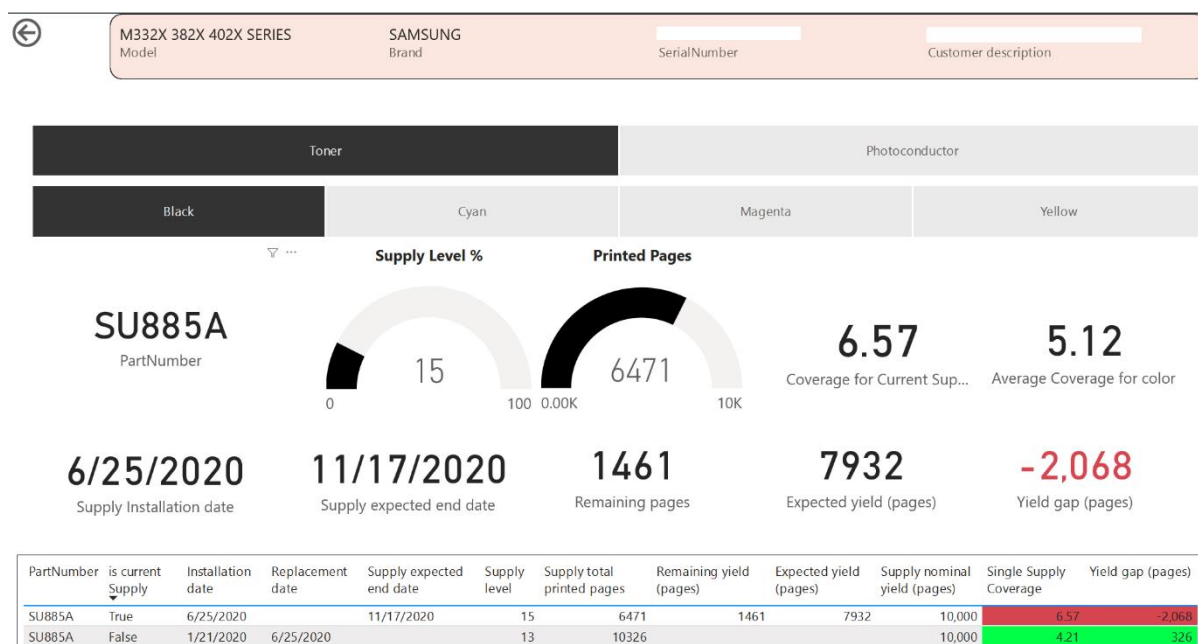 M332X 382X 402X SERIES SAMSUNG
Model Brand SerialNumber Customer description
Toner Photoconductor
Black Cyan Magenta Yellow
Supply Level % Printed Pages
SU885A
PartNumber
15
0 100
6471
0.00K 10K
6.57
Coverage for Current Sup...
5.12
Average Coverage for color
6/25/2020 11/17/2020 1461 7932 -2,068
Supply Installation date Supply expected end date Remaining pages Expected yield (pages) Yield gap (pages)
PartNumber is current Supply Installation date Replacement date Supply expected end date Supply level Supply total printed pages Remaining yield (pages) Expected yield (pages) Supply nominal yield (pages) Single Supply Coverage Yield gap (pages)
SU885A True 6/25/2020 11/17/2020 15 6471 1461 7932 10,000 6.57 -2,068
SU885A False 1/21/2020 6/25/2020 13 10326 10,000 4.21 326